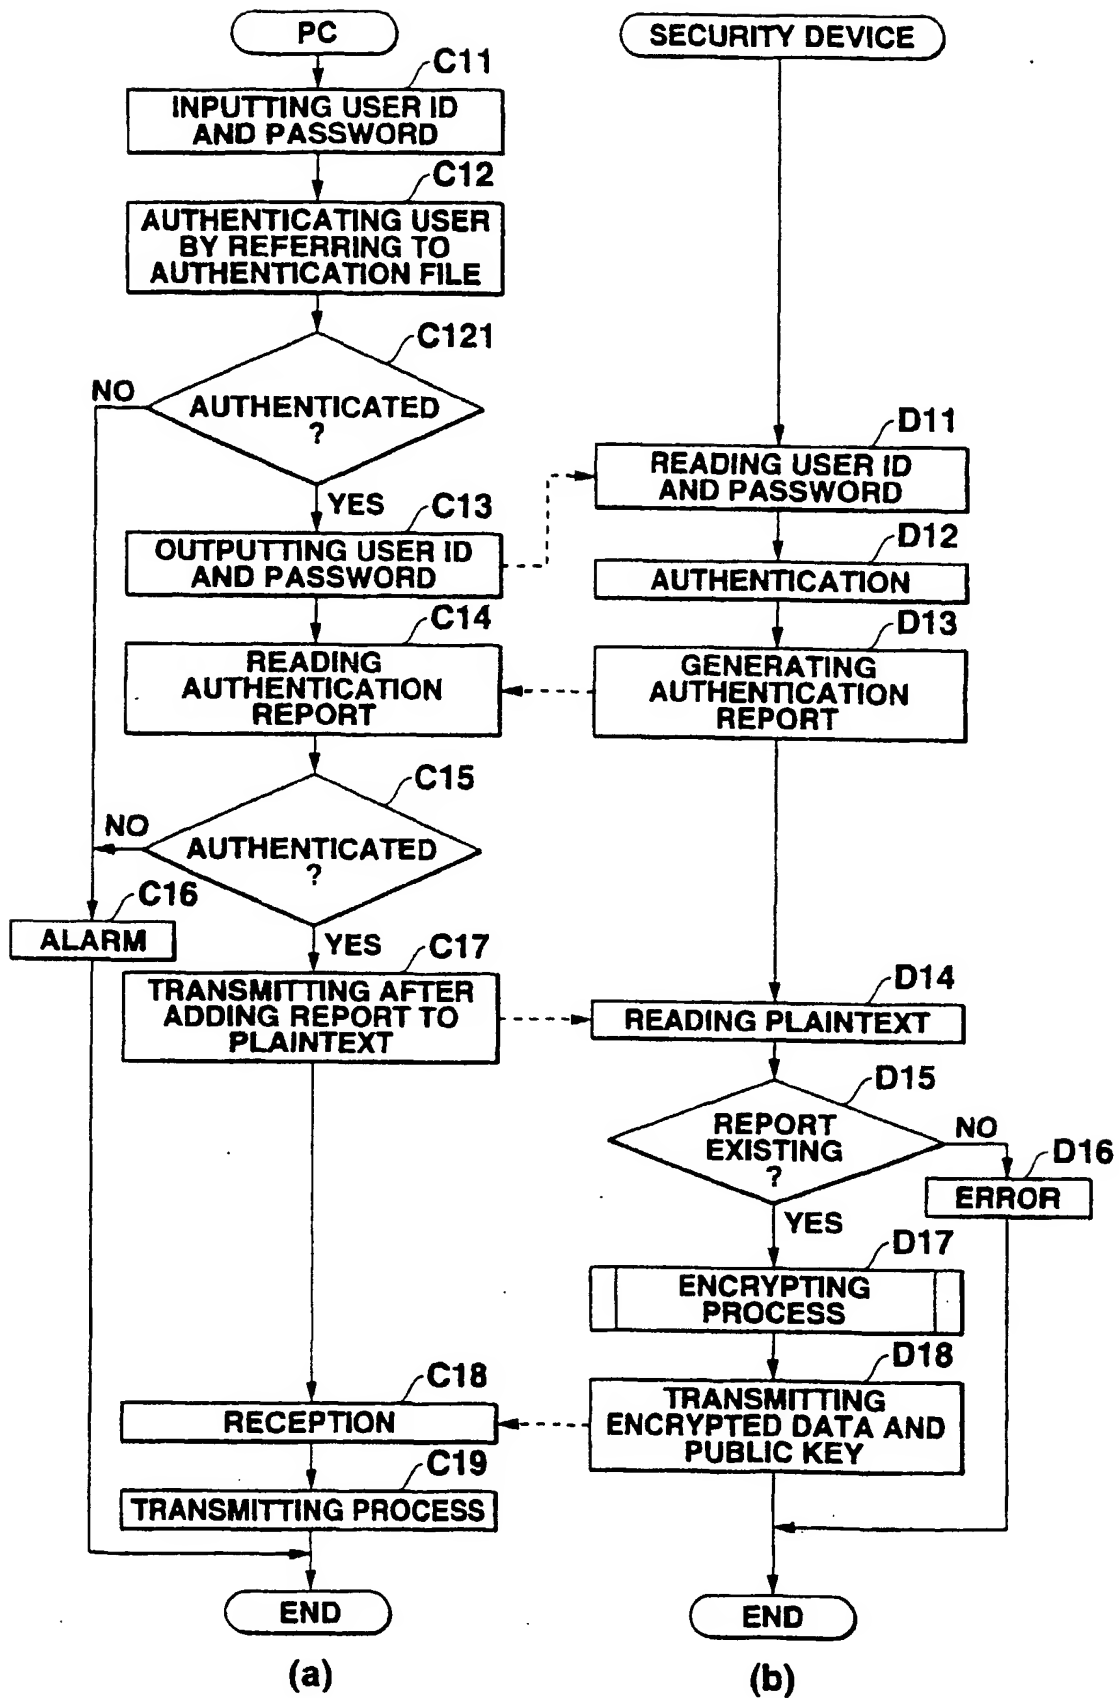 PC
C11
INPUTTING USER ID
AND PASSWORD
C12
AUTHENTICATING USER
BY REFERRING TO
AUTHENTICATION FILE
C121
NO
AUTHENTICATED
?
YES
C13
OUTPUTTING USER ID
AND PASSWORD
C14
READING
AUTHENTICATION
REPORT
C15
NO
AUTHENTICATED
?
C16
ALARM
YES
C17
TRANSMITTING AFTER
ADDING REPORT TO
PLAINTEXT
C18
RECEPTION
C19
TRANSMITTING PROCESS
END
(a)
SECURITY DEVICE
D11
READING USER ID
AND PASSWORD
D12
AUTHENTICATION
D13
GENERATING
AUTHENTICATION
REPORT
D14
READING PLAINTEXT
D15
REPORT
EXISTING
?
NO
D16
ERROR
YES
D17
ENCRYPTING
PROCESS
D18
TRANSMITTING
ENCRYPTED DATA AND
PUBLIC KEY
END
(b)